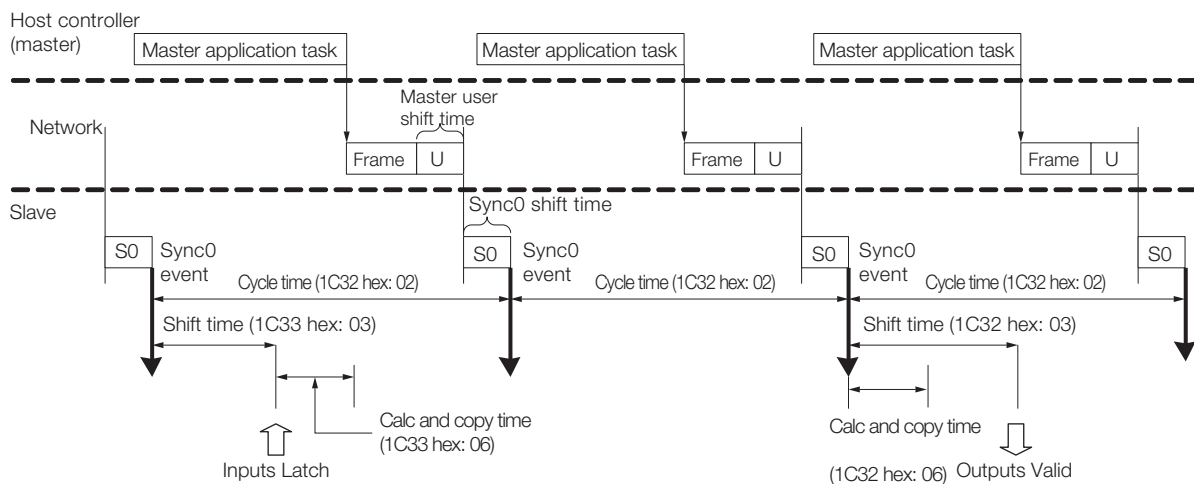 Host controller
(master)
Master application task
Master application task
Master application task
Master user
shift time
Network
Frame
U
Frame
U
Frame
U
Slave
Sync0 shift time
S0
Sync0
event
S0
Sync0
event
S0
Sync0
event
S0
Cycle time (1C32 hex: 02)
Cycle time (1C32 hex: 02)
Cycle time (1C32 hex: 02)
Shift time (1C33 hex: 03)
Shift time (1C32 hex: 03)
Calc and copy time
(1C33 hex: 06)
Calc and copy time
(1C32 hex: 06)
Inputs Latch
Outputs Valid